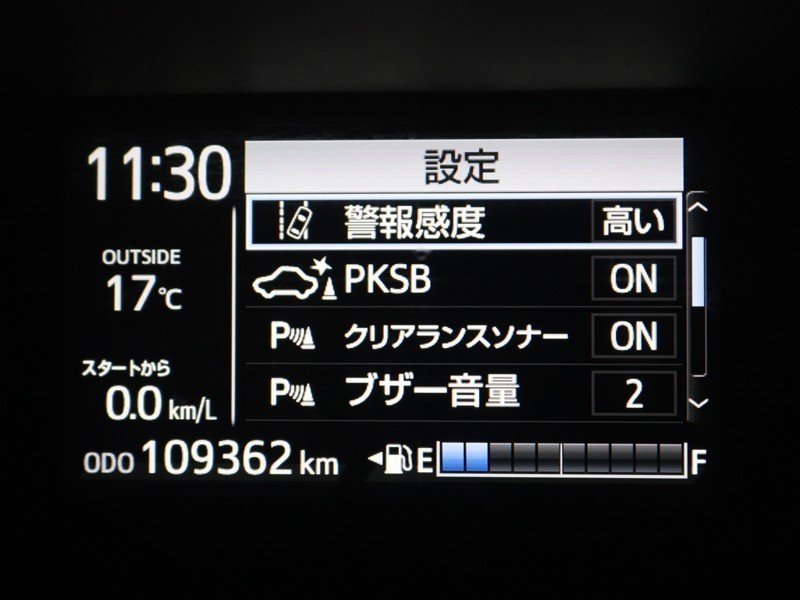 11:30
設定
警報感度 高い
OUTSIDE
17℃
PKSB ON
P クリアランスソナー ON
スタートから
0.0 km/L
P ブザー音量 2
ODO 109362 km
E F